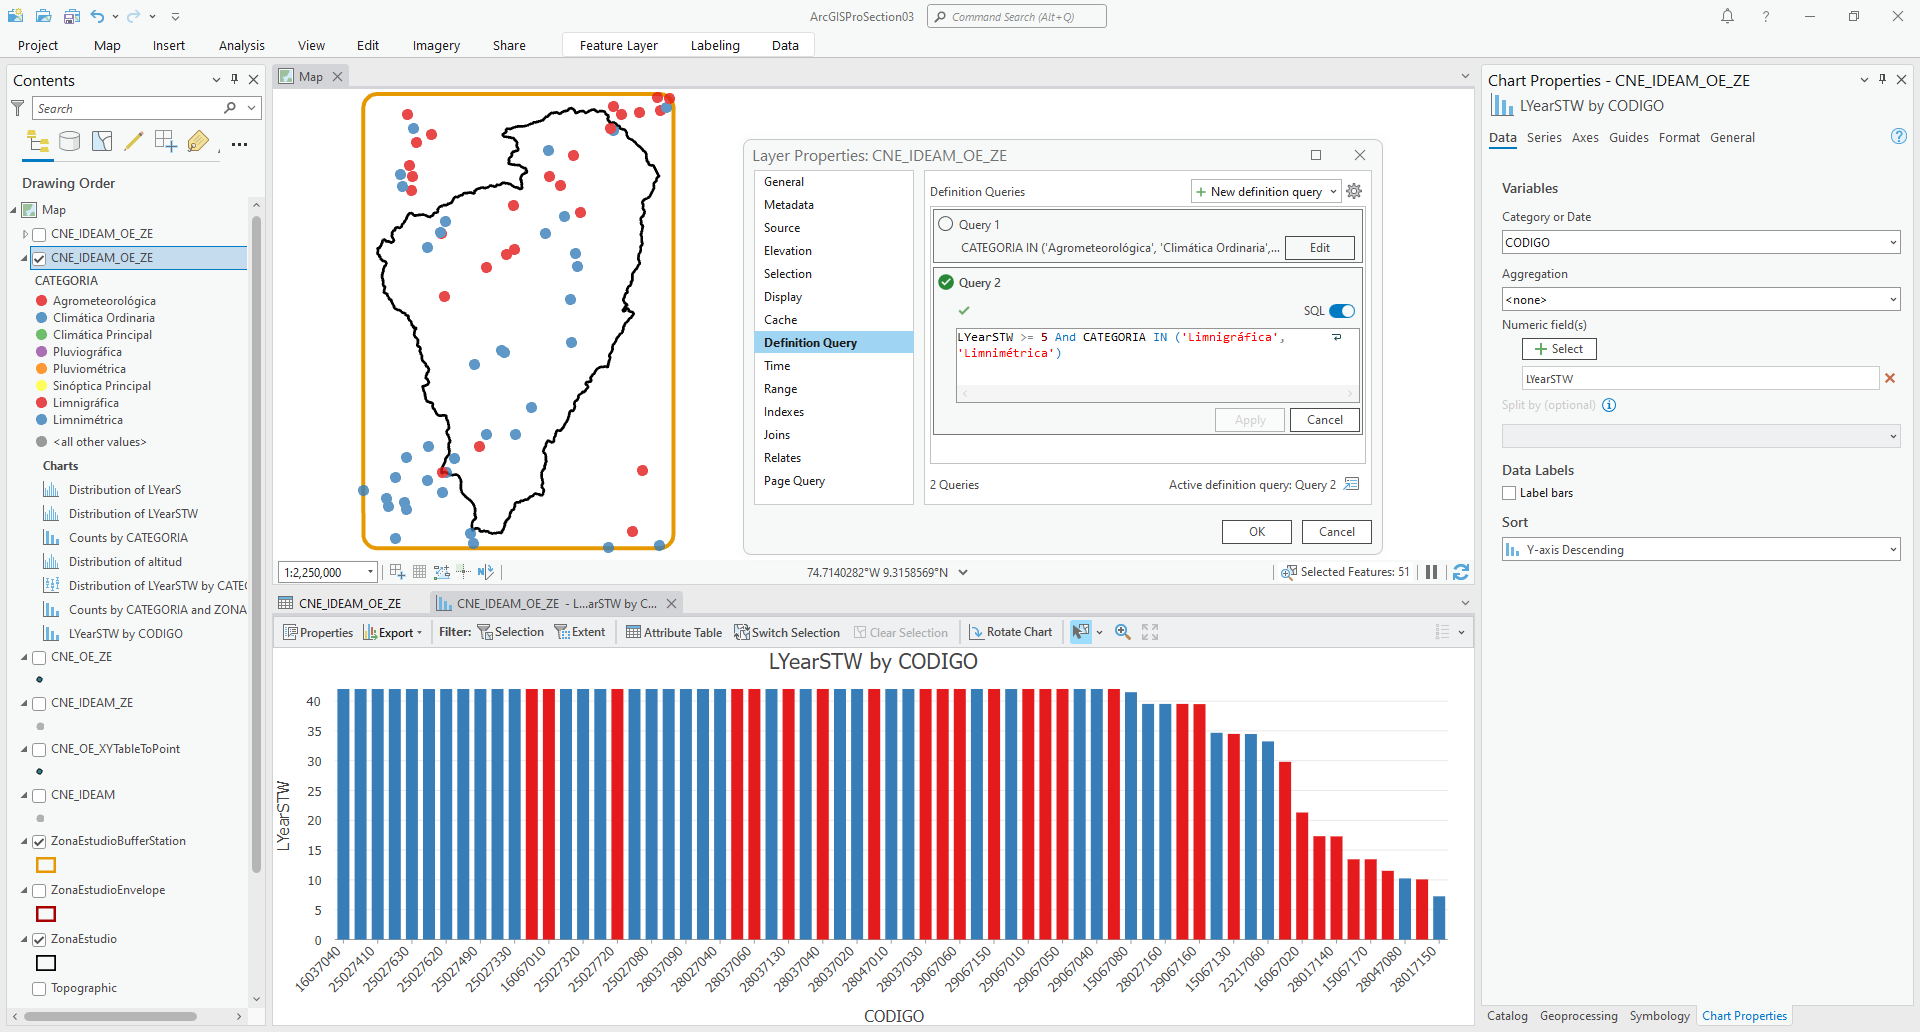 ArcGISProSection03
Command Search (Alt+Q)
Project
Map
Insert
Analysis
View
Edit
Imagery
Share
Feature Layer
Labeling
Data
Contents
Search
Drawing Order
Map
CNE_IDEAM_OE_ZE
CNE_IDEAM_OE_ZE
CATEGORIA
Agrometeorológica
Climática Ordinaria
Climática Principal
Pluviográfica
Pluviométrica
Sinóptica Principal
Limnigráfica
Limnimétrica
<all other values>
Charts
Distribution of LYearS
Distribution of LYearSTW
Counts by CATEGORIA
Distribution of altitud
Distribution of LYearSTW by CATEG
Counts by CATEGORIA and ZONA
LYearSTW by CODIGO
CNE_OE_ZE
CNE_IDEAM_ZE
CNE_OE_XYTableToPoint
CNE_IDEAM
ZonaEstudioBufferStation
ZonaEstudioEnvelope
ZonaEstudio
Topographic
Map
Layer Properties: CNE_IDEAM_OE_ZE
General
Metadata
Source
Elevation
Selection
Display
Cache
Definition Query
Time
Range
Indexes
Joins
Relates
Page Query
Definition Queries
New definition query
Query 1
CATEGORIA IN ('Agrometeorológica', 'Climática Ordinaria',...
Edit
Query 2
SQL
LYearSTW >= 5 And CATEGORIA IN ('Limnigráfica',
'Limnimétrica')
Apply
Cancel
2 Queries
Active definition query: Query 2
OK
Cancel
1:2,250,000
74.7140282°W 9.3158569°N
Selected Features: 51
CNE_IDEAM_OE_ZE
CNE_IDEAM_OE_ZE - L...arSTW by C...
Properties
Export
Filter:
Selection
Extent
Attribute Table
Switch Selection
Clear Selection
Rotate Chart
LYearSTW by CODIGO
LYearSTW
40
35
30
25
20
15
10
5
0
16037040
25027410
25027630
25027620
25027490
25027330
16067010
25027320
25027720
25027080
28037090
28027040
28037060
28037130
28037040
28037020
28047010
28037030
29067060
29067150
29067010
29067050
29067040
15067080
28027160
29067160
15067130
23217060
16067020
28017140
15067170
28047080
28017150
CODIGO
Chart Properties - CNE_IDEAM_OE_ZE
LYearSTW by CODIGO
Data
Series
Axes
Guides
Format
General
Variables
Category or Date
CODIGO
Aggregation
<none>
Numeric field(s)
Select
LYearSTW
Split by (optional)
Data Labels
Label bars
Sort
Y-axis Descending
Catalog
Geoprocessing
Symbology
Chart Properties